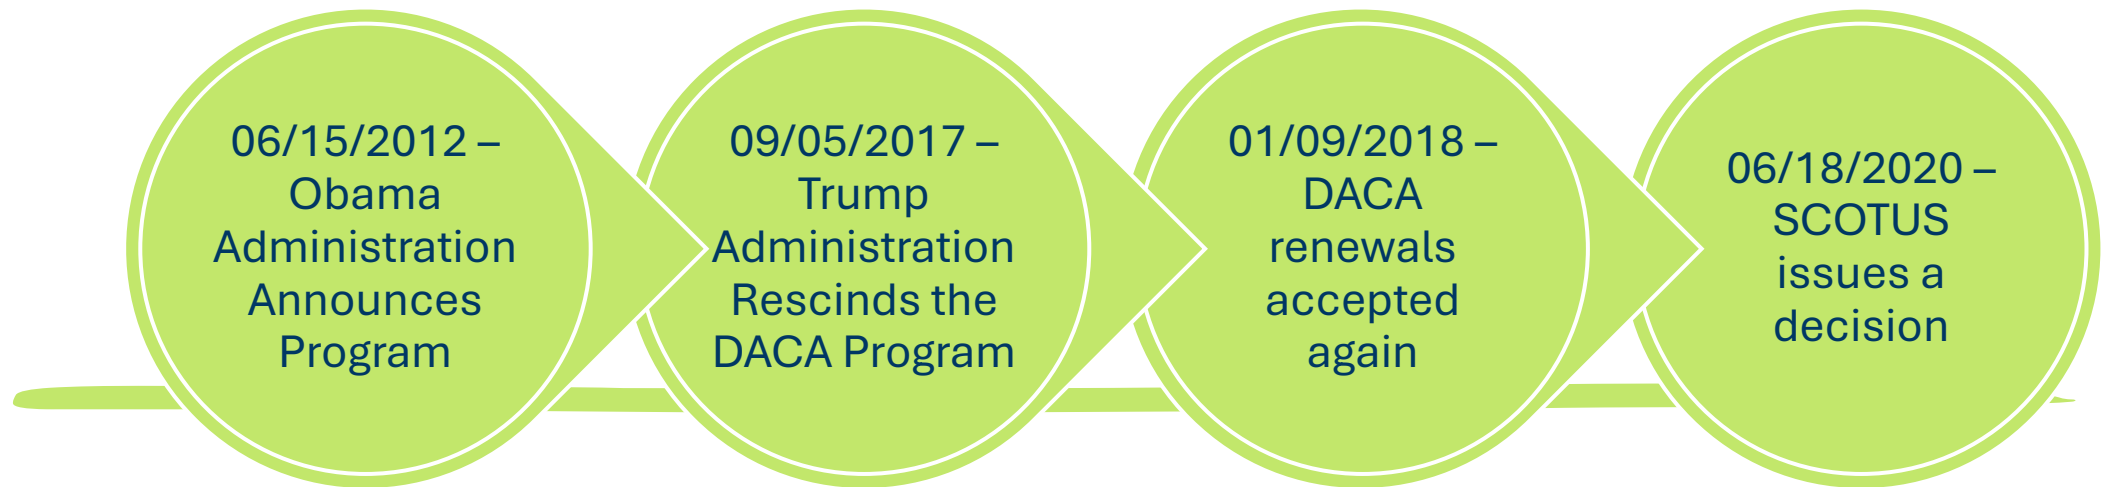 06/15/2012 –
Obama
Administration
Announces
Program
09/05/2017 –
Trump
Administration
Rescinds the
DACA Program
01/09/2018 –
DACA
renewals
accepted
again
06/18/2020 –
SCOTUS
issues a
decision